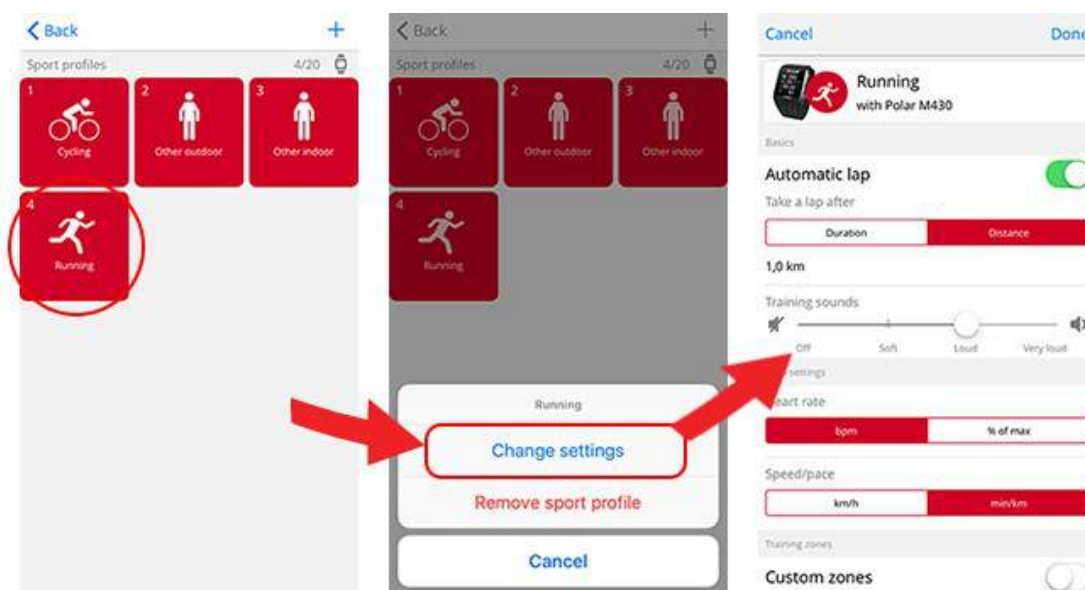 Back
Sport profiles 4/20
1 2 3
Cycling Other outdoor Other indoor
4
Running
Back
Sport profiles 4/20
1 2 3
Cycling Other outdoor Other indoor
4
Running
Running
Change settings
Remove sport profile
Cancel
Cancel Done
Running
with Polar M430
Basics
Automatic lap
Take a lap after
Duration Distance
1,0 km
Training sounds
Off Soft Loud Very loud
settings
eart rate
bpm % of max
Speed/pace
km/h min/km
Training zones
Custom zones